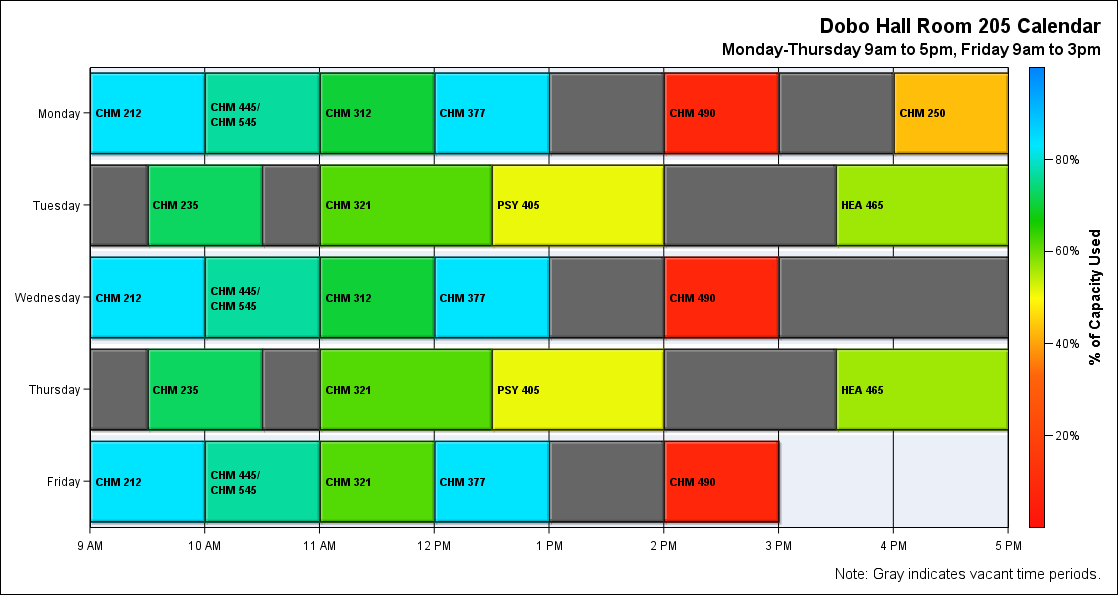 Dobo Hall Room 205 Calendar
Monday-Thursday 9am to 5pm, Friday 9am to 3pm
Monday
CHM 212
CHM 445/
CHM 545
CHM 312
CHM 377
CHM 490
CHM 250
Tuesday
CHM 235
CHM 321
PSY 405
HEA 465
Wednesday
CHM 212
CHM 445/
CHM 545
CHM 312
CHM 377
CHM 490
Thursday
CHM 235
CHM 321
PSY 405
HEA 465
Friday
CHM 212
CHM 445/
CHM 545
CHM 321
CHM 377
CHM 490
9 AM
10 AM
11 AM
12 PM
1 PM
2 PM
3 PM
4 PM
5 PM
80%
60%
40%
20%
% of Capacity Used
Note: Gray indicates vacant time periods.